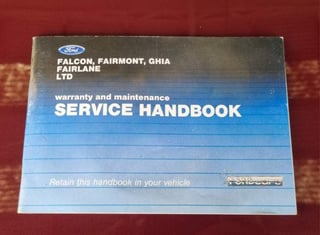 Ford
FALCON, FAIRMONT, GHIA
FAIRLANE
LTD
warranty and maintenance
SERVICE HANDBOOK
Retain this handbook in your vehicle